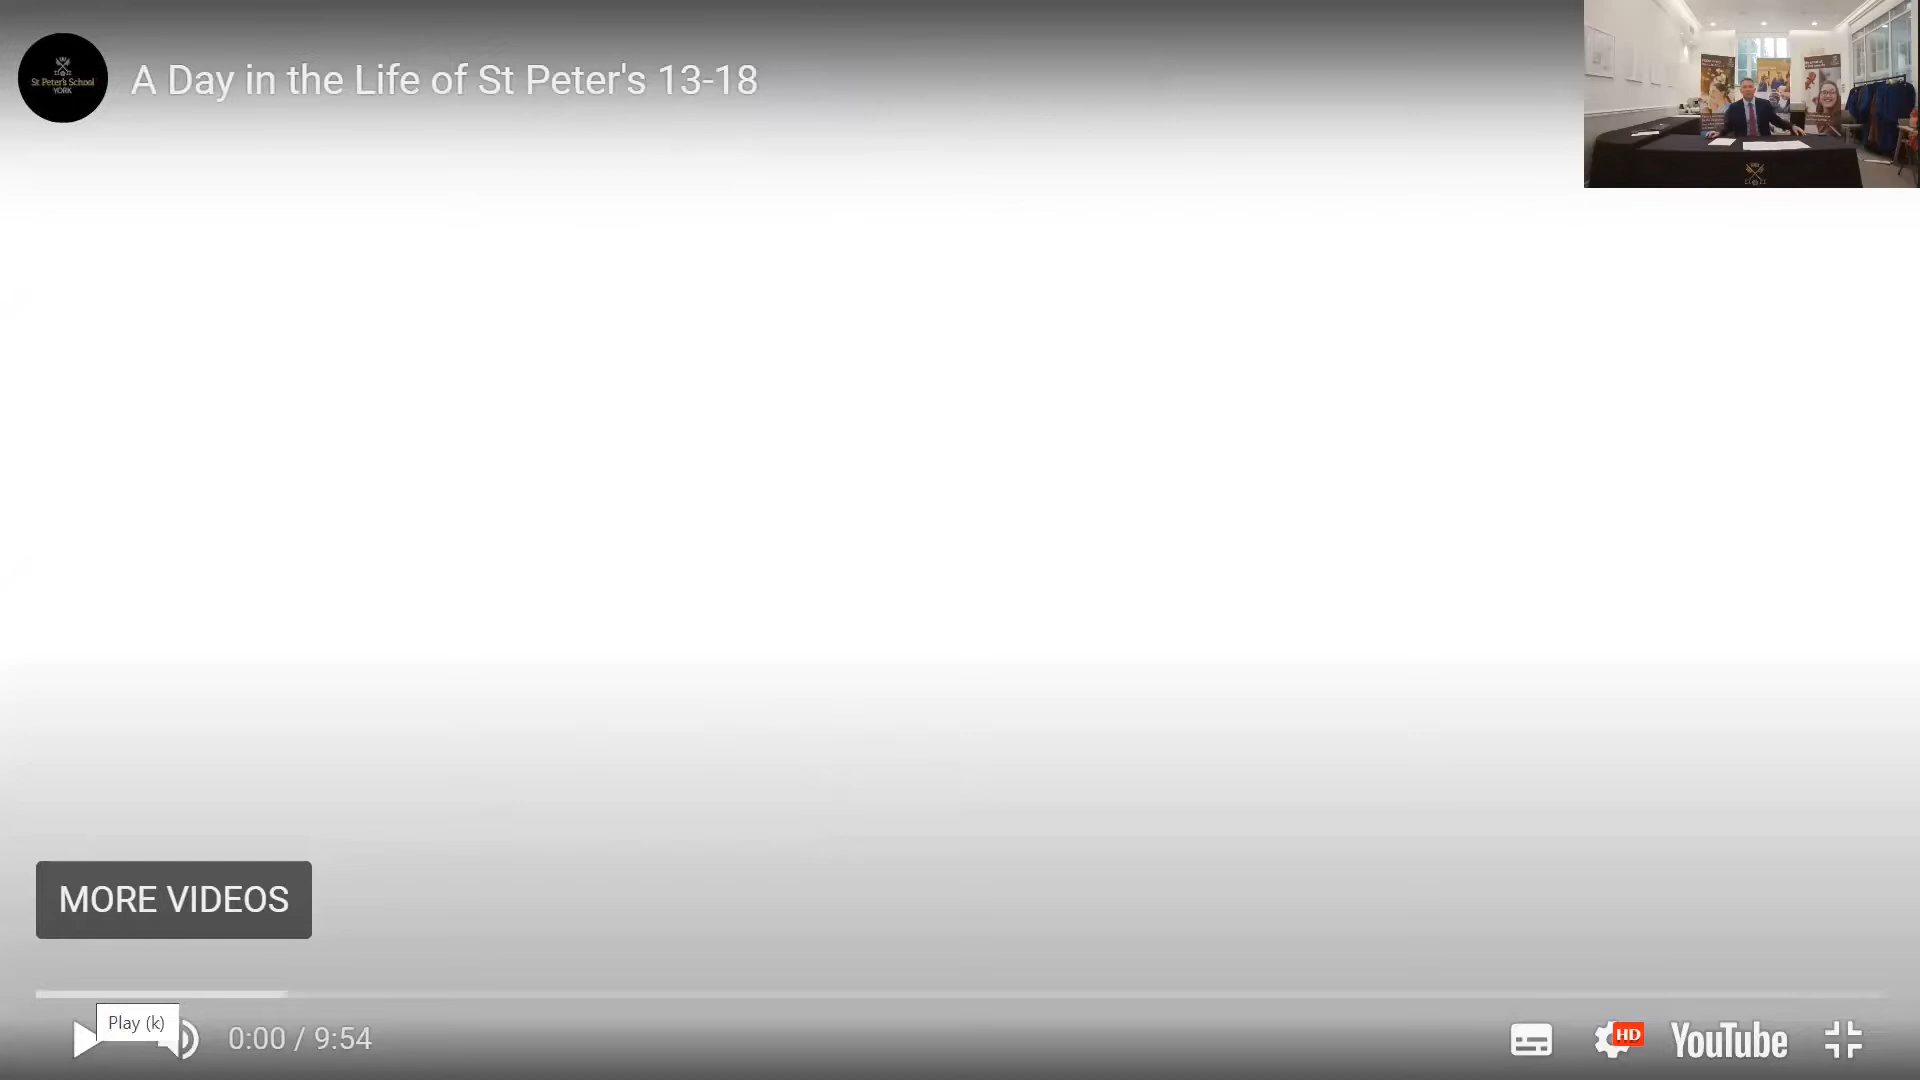 St Peter's School
YORK
A Day in the Life of St Peter's 13-18
MORE VIDEOS
Play (k)
0:00 / 9:54
HD
YouTube